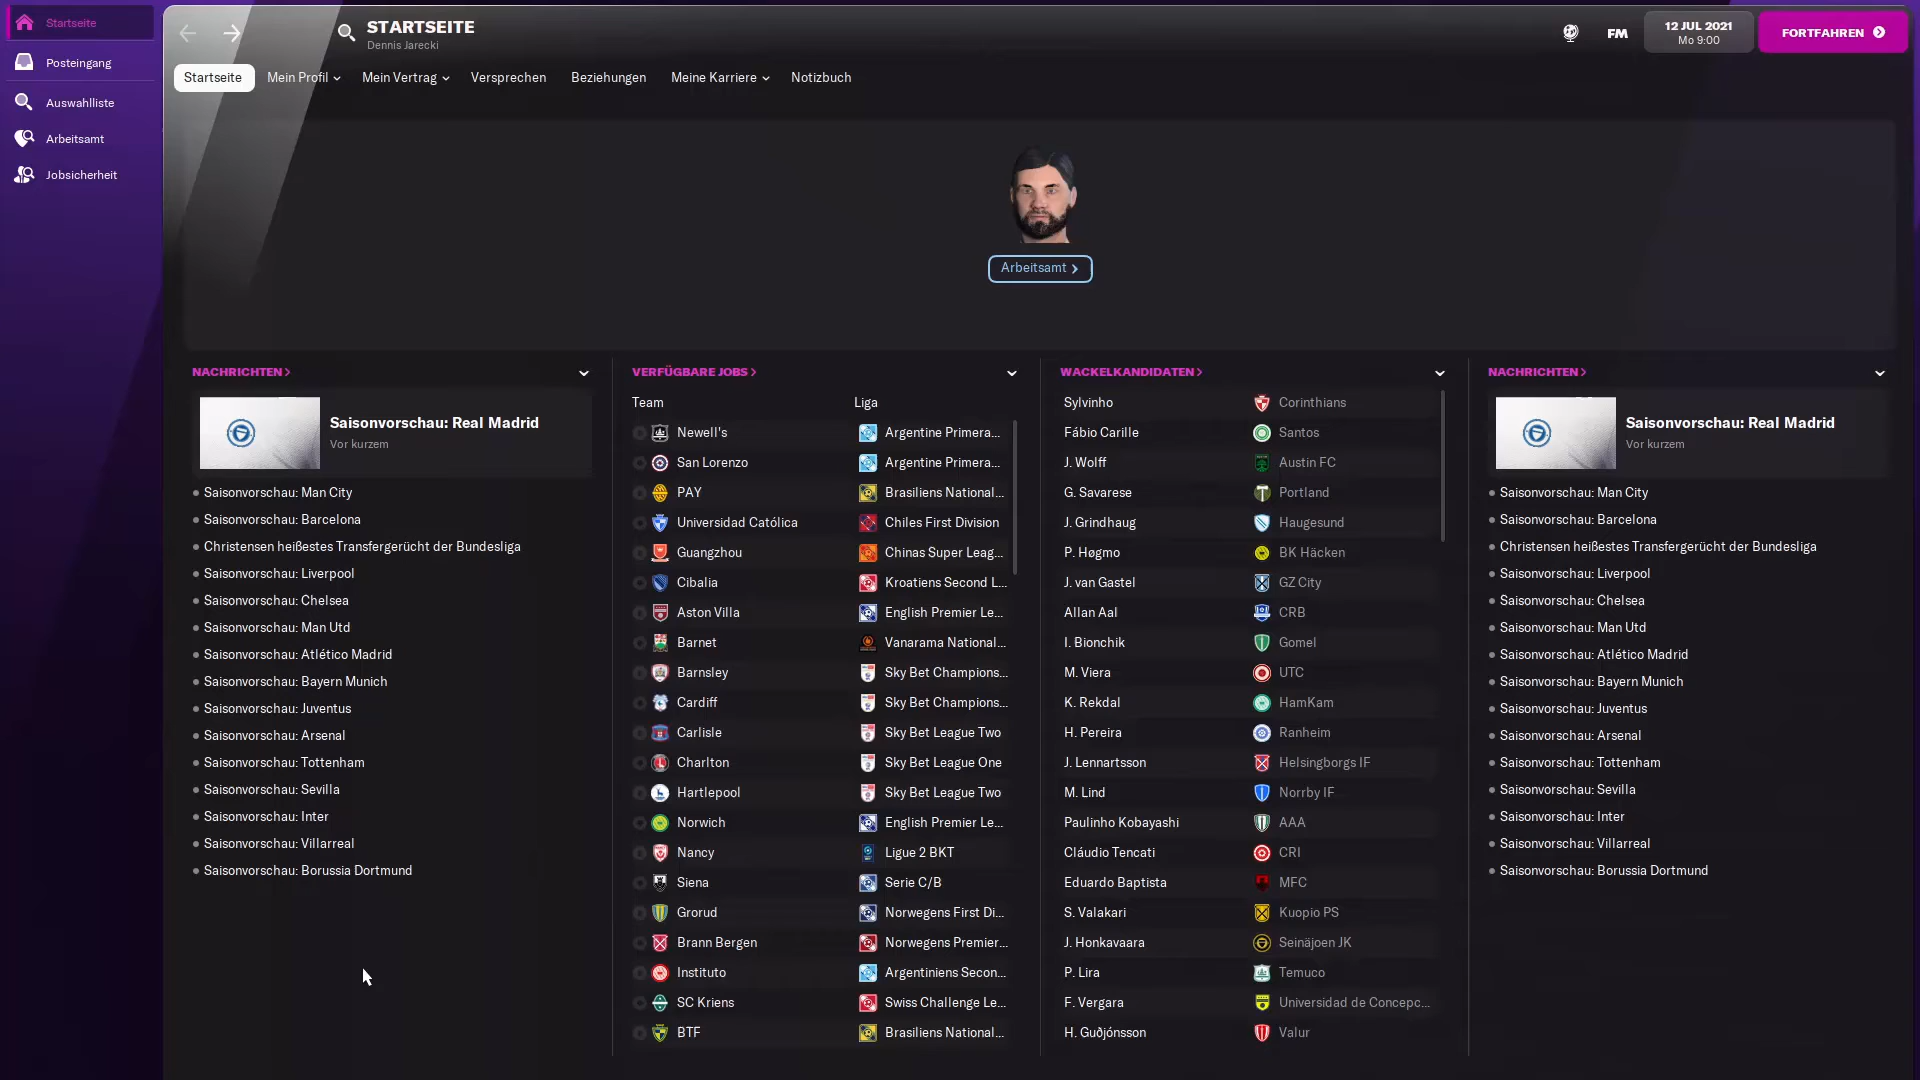 Startseite
Posteingang
Auswahlliste
Arbeitsamt
Jobsicherheit
STARTSEITE
Dennis Jarecki
FM
12 JUL 2021
Mo 9:00
FORTFAHREN
Startseite
Mein Profil
Mein Vertrag
Versprechen
Beziehungen
Meine Karriere
Notizbuch
Arbeitsamt
NACHRICHTEN
Saisonvorschau: Real Madrid
Vor kurzem
Saisonvorschau: Man City
Saisonvorschau: Barcelona
Christensen heißestes Transfergerücht der Bundesliga
Saisonvorschau: Liverpool
Saisonvorschau: Chelsea
Saisonvorschau: Man Utd
Saisonvorschau: Atlético Madrid
Saisonvorschau: Bayern Munich
Saisonvorschau: Juventus
Saisonvorschau: Arsenal
Saisonvorschau: Tottenham
Saisonvorschau: Sevilla
Saisonvorschau: Inter
Saisonvorschau: Villarreal
Saisonvorschau: Borussia Dortmund
VERFÜGBARE JOBS
Team Liga
Newell's Argentine Primera...
San Lorenzo Argentine Primera...
PAY Brasiliens National...
Universidad Católica Chiles First Division
Guangzhou Chinas Super Leag...
Cibalia Kroatiens Second L...
Aston Villa English Premier Le...
Barnet Vanarama National...
Barnsley Sky Bet Champions...
Cardiff Sky Bet Champions...
Carlisle Sky Bet League Two
Charlton Sky Bet League One
Hartlepool Sky Bet League Two
Norwich English Premier Le...
Nancy Ligue 2 BKT
Siena Serie C/B
Grorud Norwegens First Di...
Brann Bergen Norwegens Premier...
Instituto Argentiniens Secon...
SC Kriens Swiss Challenge Le...
BTF Brasiliens National...
WACKELKANDIDATEN
Sylvinho Corinthians
Fábio Carille Santos
J. Wolff Austin FC
G. Savarese Portland
J. Grindhaug Haugesund
P. Høgmo BK Häcken
J. van Gastel GZ City
Allan Aal CRB
I. Bionchik Gomel
M. Viera UTC
K. Rekdal HamKam
H. Pereira Ranheim
J. Lennartsson Helsingborgs IF
M. Lind Norrby IF
Paulinho Kobayashi AAA
Cláudio Tencati CRI
Eduardo Baptista MFC
S. Valakari Kuopio PS
J. Honkavaara Seinäjoen JK
P. Lira Temuco
F. Vergara Universidad de Concepc...
H. Guðjónsson Valur
NACHRICHTEN
Saisonvorschau: Real Madrid
Vor kurzem
Saisonvorschau: Man City
Saisonvorschau: Barcelona
Christensen heißestes Transfergerücht der Bundesliga
Saisonvorschau: Liverpool
Saisonvorschau: Chelsea
Saisonvorschau: Man Utd
Saisonvorschau: Atlético Madrid
Saisonvorschau: Bayern Munich
Saisonvorschau: Juventus
Saisonvorschau: Arsenal
Saisonvorschau: Tottenham
Saisonvorschau: Sevilla
Saisonvorschau: Inter
Saisonvorschau: Villarreal
Saisonvorschau: Borussia Dortmund